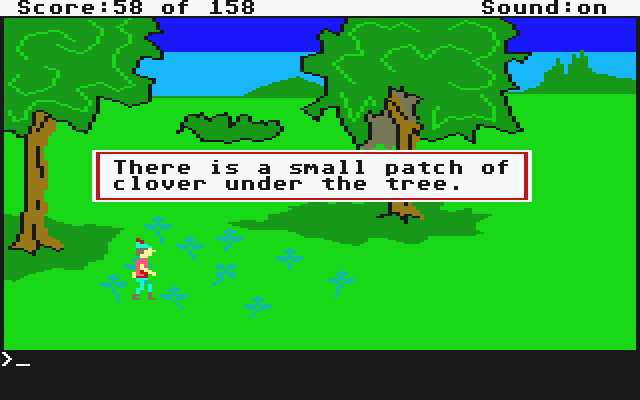 Score:58 of 158 Sound:on
There is a small patch of
clover under the tree.
>_